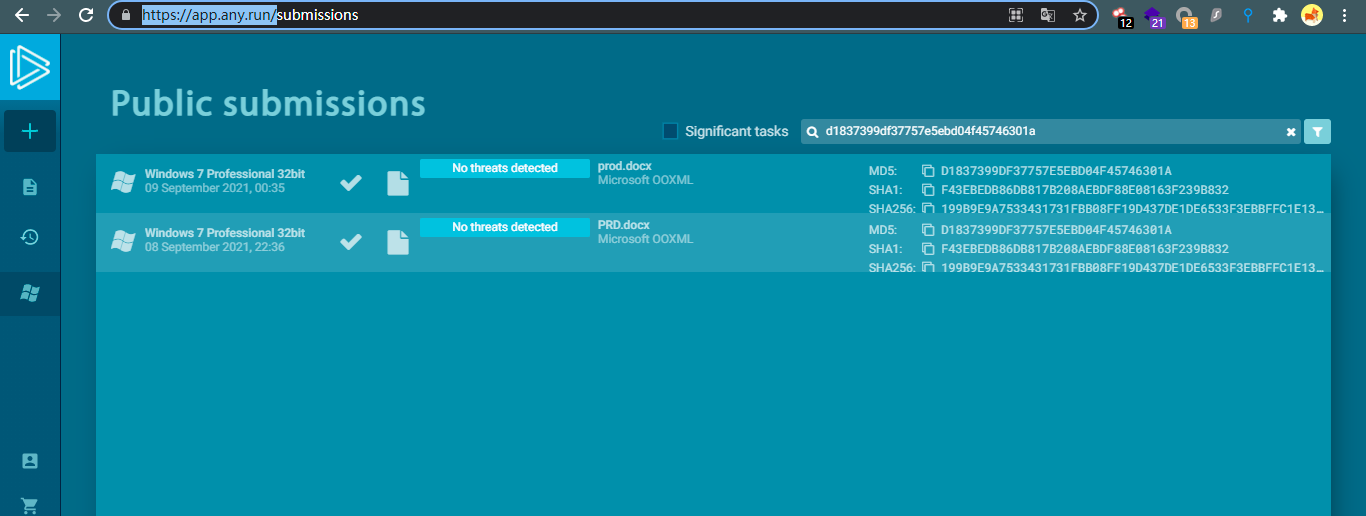 https://app.any.run/submissions
12
21
13
Public submissions
Significant tasks
d1837399df37757e5ebd04f45746301a
Windows 7 Professional 32bit
09 September 2021, 00:35
No threats detected
prod.docx
Microsoft OOXML
MD5: D1837399DF37757E5EBD04F45746301A
SHA1: F43EBEDB86DB817B208AEBDF88E08163F239B832
SHA256: 199B9E9A7533431731FBB08FF19D437DE1DE6533F3EBBFFC1E13…
Windows 7 Professional 32bit
08 September 2021, 22:36
No threats detected
PRD.docx
Microsoft OOXML
MD5: D1837399DF37757E5EBD04F45746301A
SHA1: F43EBEDB86DB817B208AEBDF88E08163F239B832
SHA256: 199B9E9A7533431731FBB08FF19D437DE1DE6533F3EBBFFC1E13…